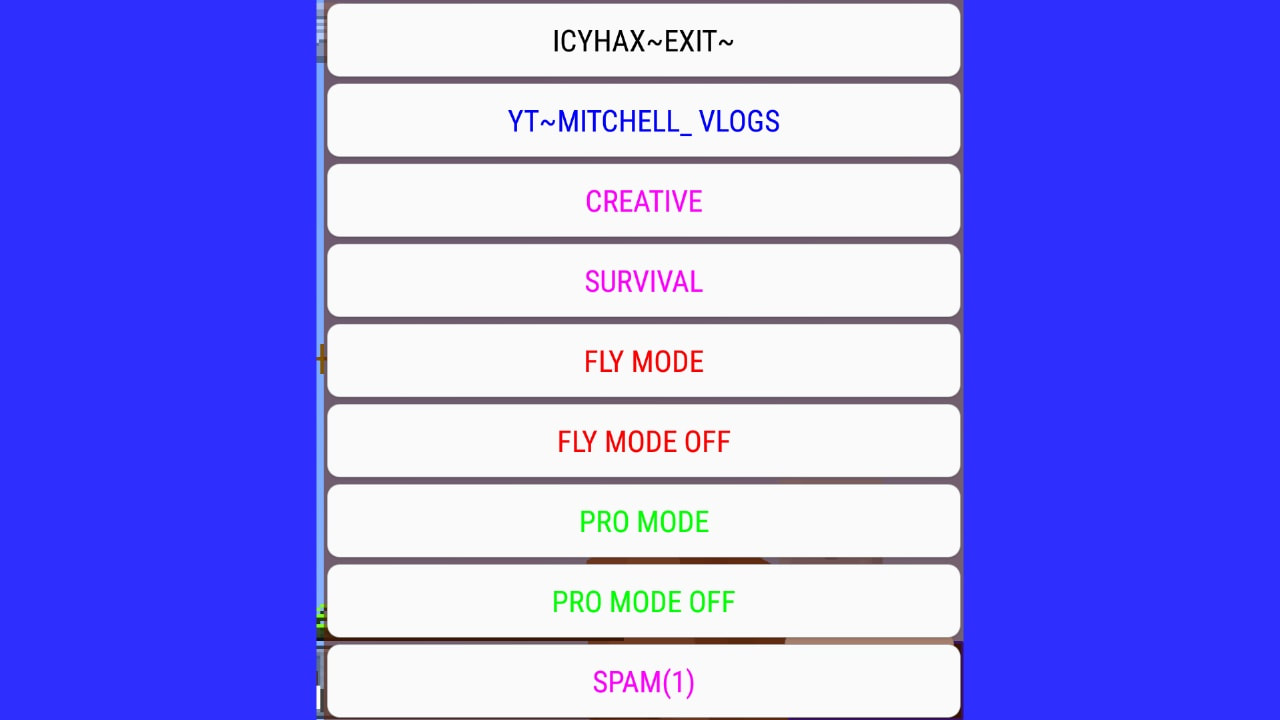 ICYHAX~EXIT~
YT~MITCHELL_ VLOGS
CREATIVE
SURVIVAL
FLY MODE
FLY MODE OFF
PRO MODE
PRO MODE OFF
SPAM(1)